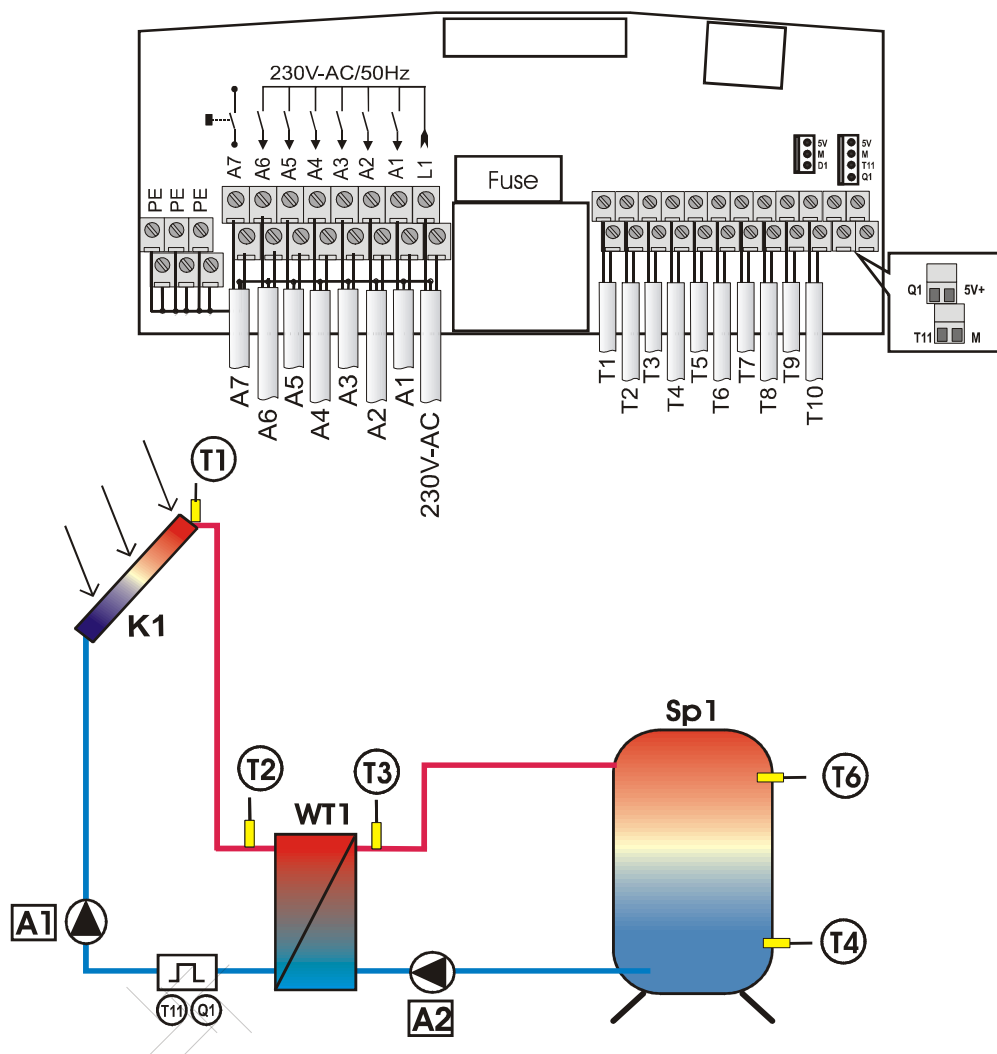 230V-AC/50Hz
A7 A6 A5 A4 A3 A2 A1 L1
PE PE PE
Fuse
5V
M
D1
5V
M
T11
Q1
Q1 5V+
T11 M
A7 A6 A5 A4 A3 A2 A1 230V-AC
T1 T2 T3 T4 T5 T6 T7 T8 T9 T10
T1
K1
Sp1
T2 T3 T6
WT1
A1 T4
T11 Q1
A2